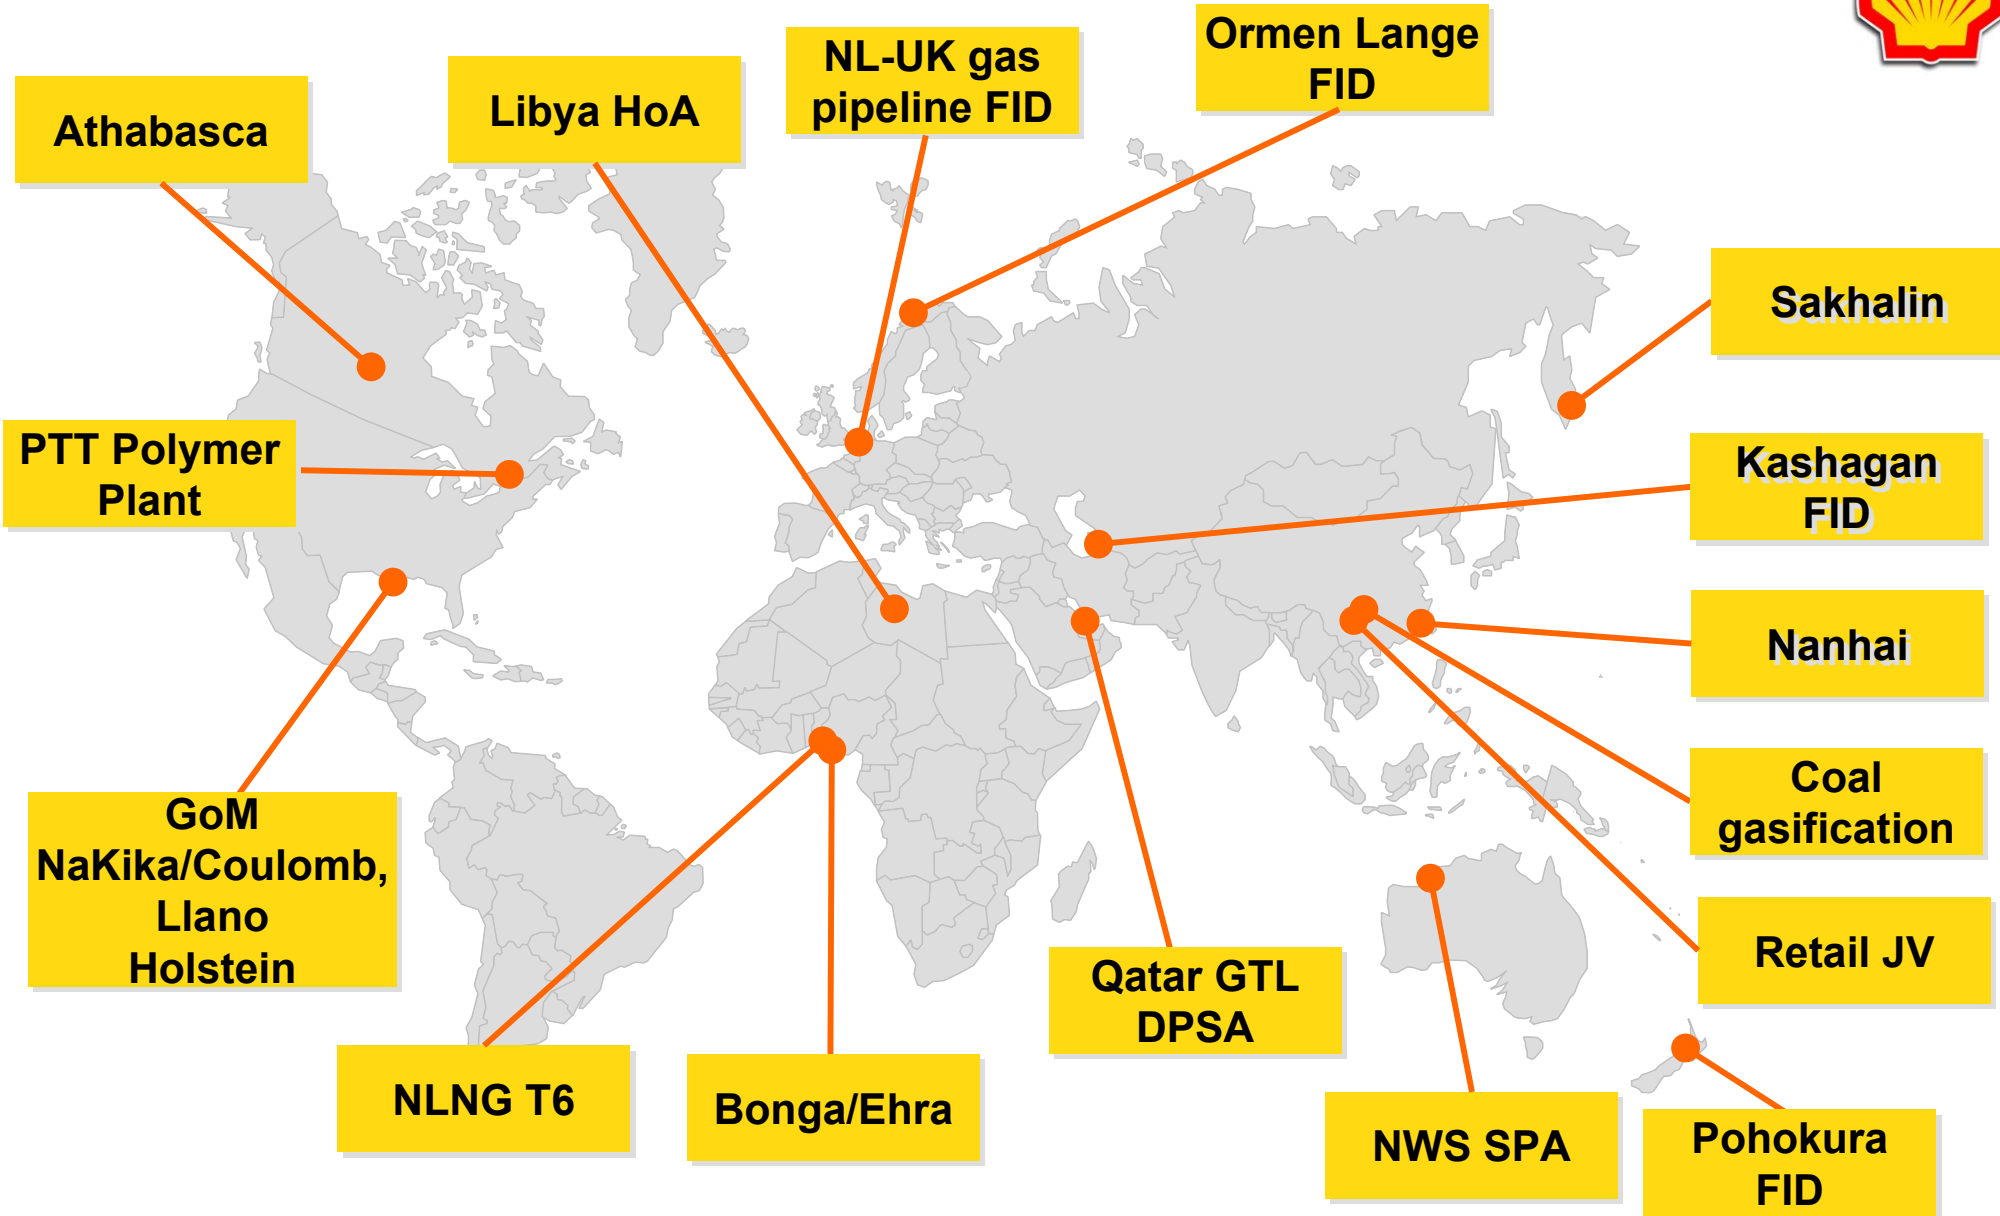 Ormen Lange
FID
NL-UK gas
pipeline FID
Libya HoA
Athabasca
Sakhalin
PTT Polymer
Plant
Kashagan
FID
Nanhai
Coal
gasification
GoM
NaKika/Coulomb,
Llano
Holstein
Retail JV
Qatar GTL
DPSA
NLNG T6
Bonga/Ehra
NWS SPA
Pohokura
FID